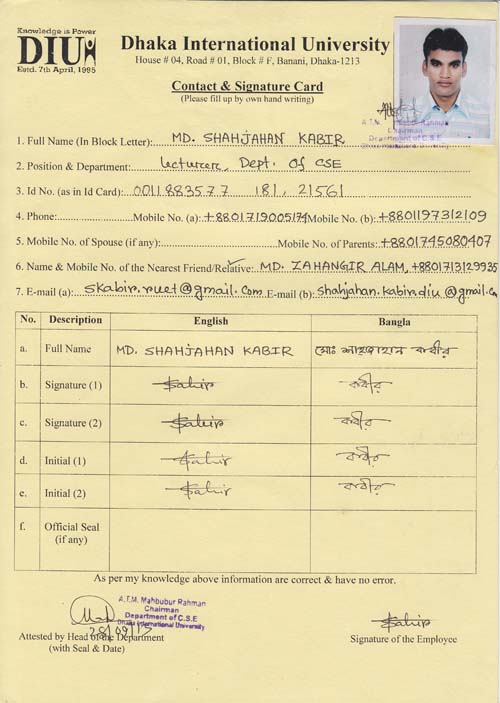 Knowledge is Power
DIU
Estd. 7th April, 1995
Dhaka International University
House # 04, Road # 01, Block # F, Banani, Dhaka-1213
Contact & Signature Card
(Please fill up by own hand writing)
A.T.M. Mahbubur Rahman
Chairman
Department of C.S.E
1. Full Name (In Block Letter): MD. SHAHJAHAN KABIR
2. Position & Department: Lecturer, Dept. Of CSE
3. Id No. (as in Id Card): 0011883577 181, 21561
4. Phone: Mobile No. (a): +8801719005174 Mobile No. (b): +8801197312109
5. Mobile No. of Spouse (if any): Mobile No. of Parents: +8801745080407
6. Name & Mobile No. of the Nearest Friend/Relative: MD. ZAHANGIR ALAM, +8801713129935
7. E-mail (a): skabir.ruet@gmail.com E-mail (b): shahjahan.kabir.diu@gmail.Co
No. Description English Bangla
a. Full Name MD. SHAHJAHAN KABIR মোঃ শাহজাহান কবীর
b. Signature (1) Kabir কবীর
c. Signature (2) Kabir কবীর
d. Initial (1) Kabir কবীর
e. Initial (2) Kabir কবীর
f. Official Seal
(if any)
As per my knowledge above information are correct & have no error.
A.T.M. Mahbubur Rahman
Chairman
Department of C.S.E
Dhaka International University
28/09/13
Kabir
Attested by Head of the Department
(with Seal & Date)
Signature of the Employee